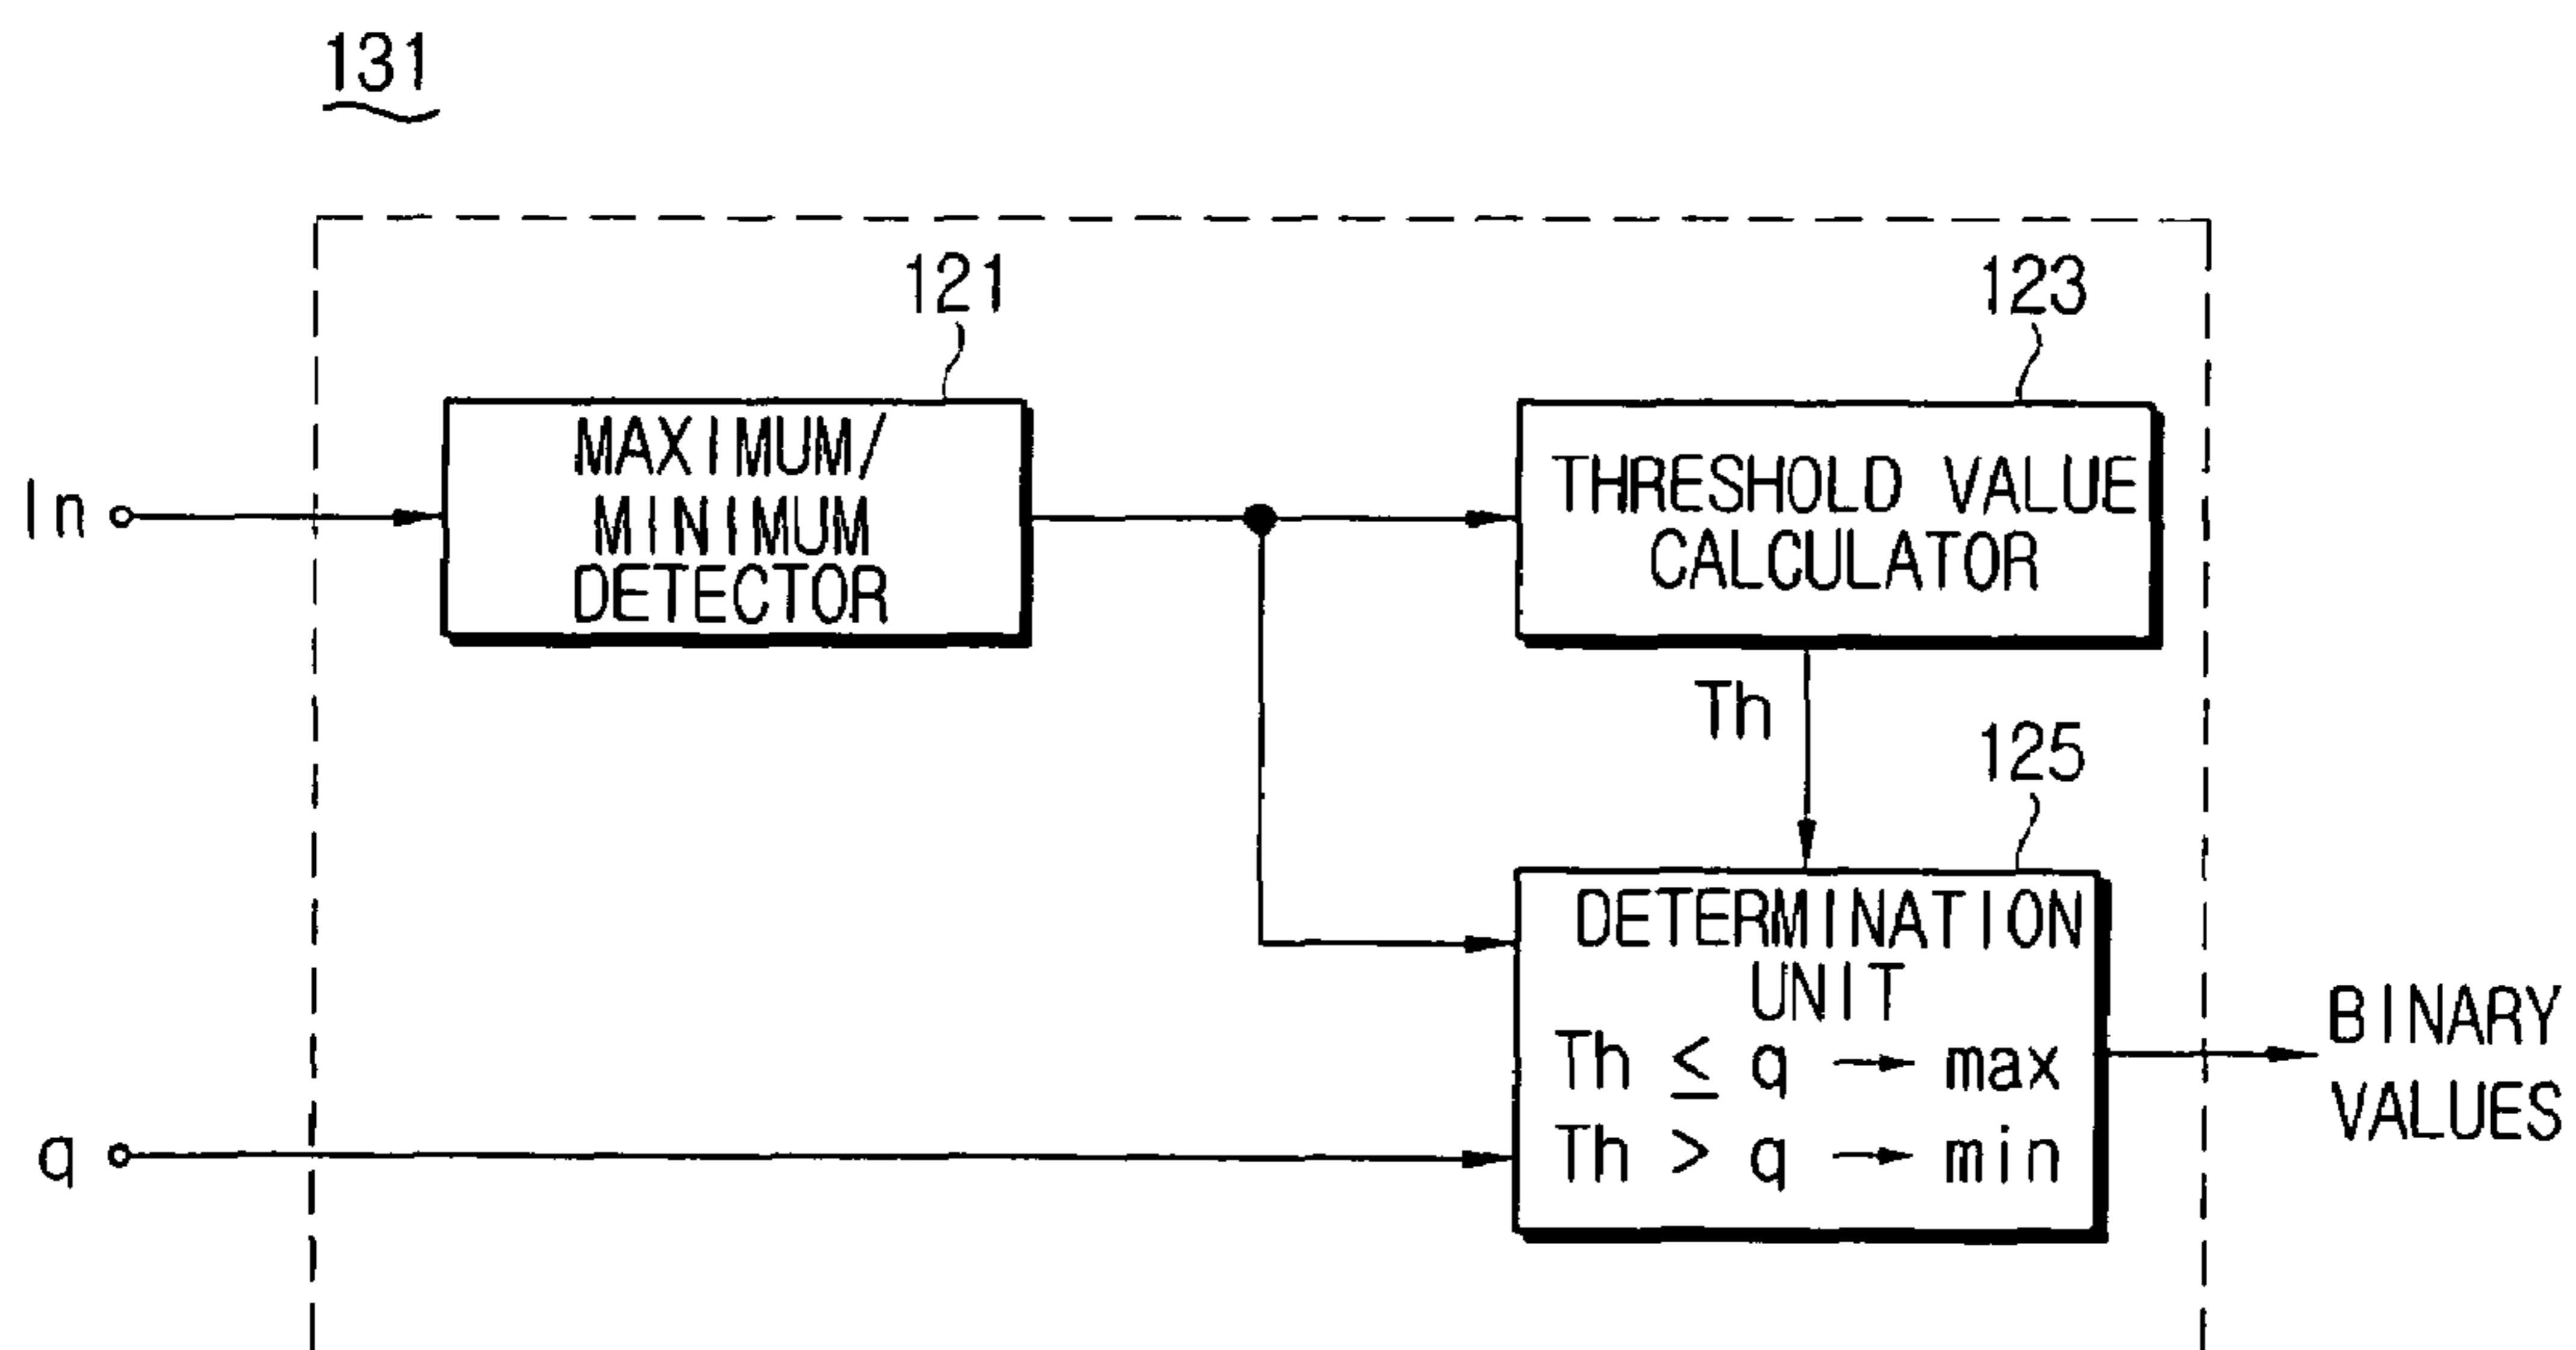 131
121
123
MAXIMUM/
MINIMUM
DETECTOR
THRESHOLD VALUE
CALCULATOR
In
Th
125
DETERMINATION
UNIT
Th ≤ q → max
Th > q → min
BINARY
VALUES
q